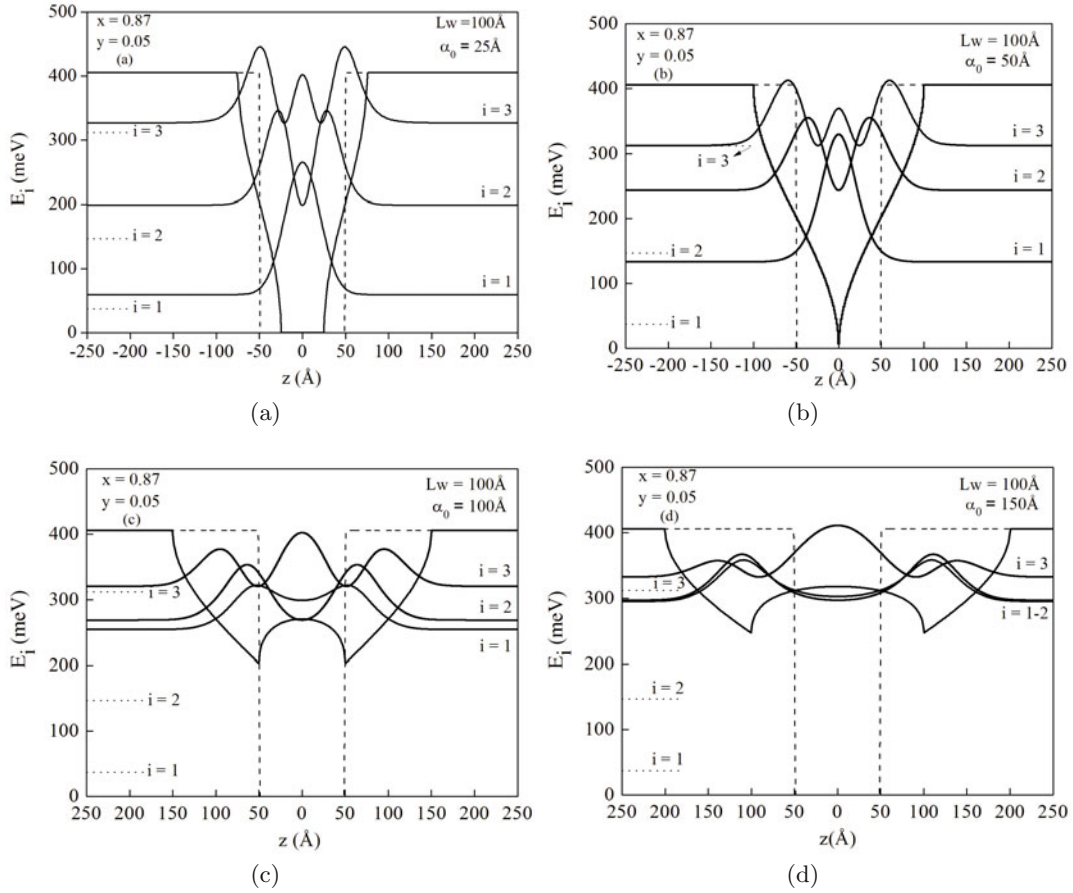 x = 0.87
y = 0.05
(a)
Lw =100Å
α₀ = 25Å
500
400
300
200
100
0
E_i (meV)
i = 3
i = 2
i = 1
i = 3
i = 2
i = 1
-250 -200 -150 -100 -50 0 50 100 150 200 250
z (Å)
(a)
x = 0.87
y = 0.05
(b)
Lw = 100Å
α₀ = 50Å
500
400
300
200
100
0
E_i (meV)
i = 3
i = 2
i = 1
i = 3
i = 2
i = 1
-250 -200 -150 -100 -50 0 50 100 150 200 250
z (Å)
(b)
x = 0.87
y = 0.05
(c)
Lw = 100Å
α₀ = 100Å
500
400
300
200
100
0
E_i (meV)
i = 3
i = 2
i = 1
i = 3
i = 2
i = 1
250 200 150 100 50 0 50 100 150 200 250
z (Å)
(c)
x = 0.87
y = 0.05
(d)
Lw = 100Å
α₀ = 150Å
500
400
300
200
100
0
E_i (meV)
i = 3
i = 2
i = 1
i = 3
i = 1-2
250 200 150 100 50 0 50 100 150 200 250
z(Å)
(d)